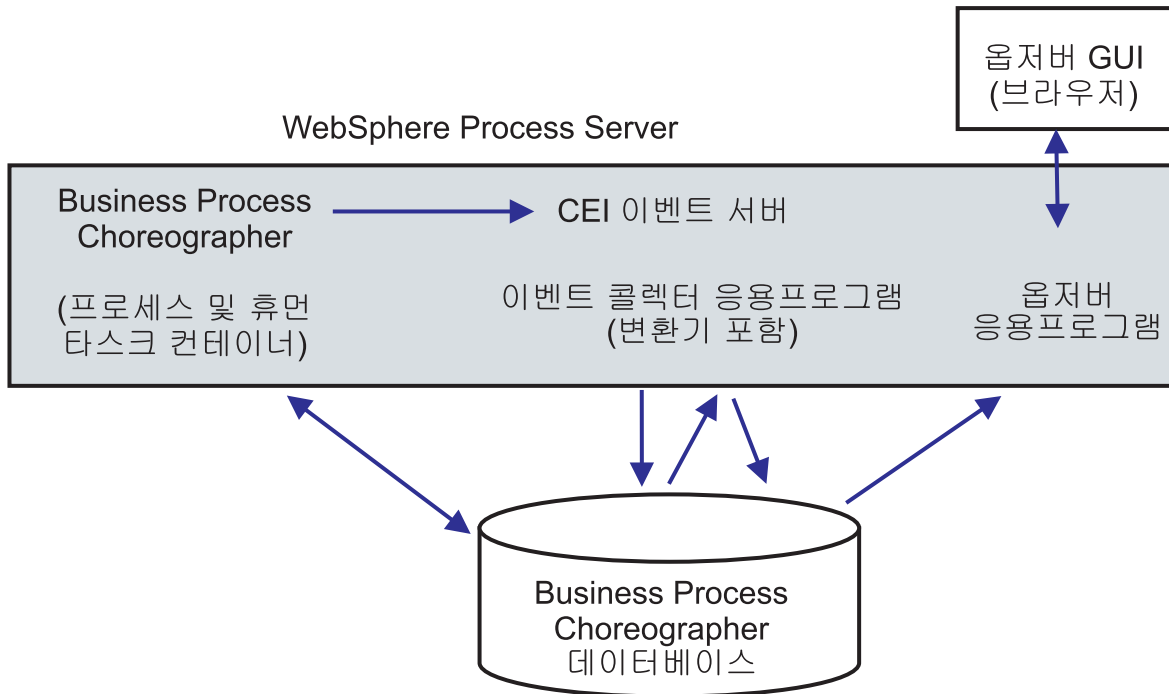 옵저버 GUI
(브라우저)
WebSphere Process Server
Business Process
Choreographer
(프로세스 및 휴먼
타스크 컨테이너)
CEI 이벤트 서버
이벤트 콜렉터 응용프로그램
(변환기 포함)
옵저버
응용프로그램
Business Process
Choreographer
데이터베이스